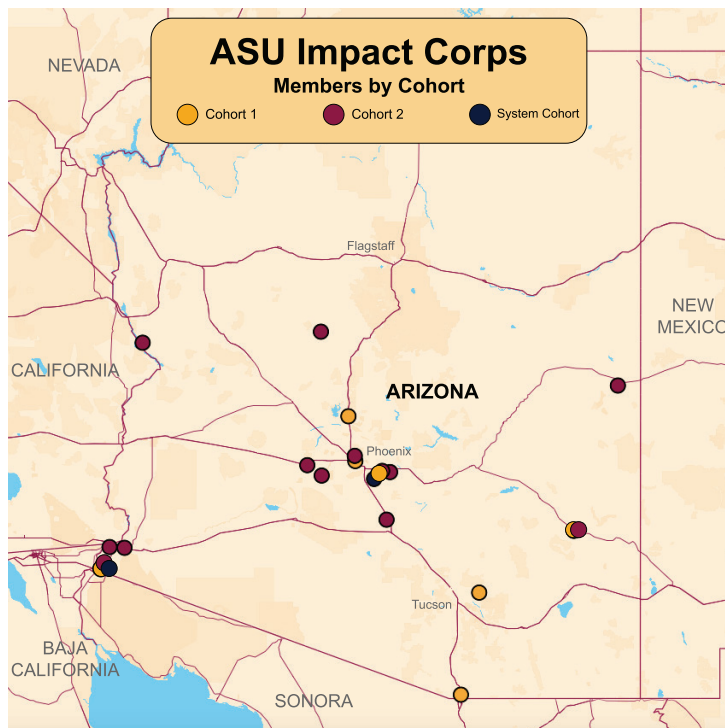 ASU Impact Corps
Members by Cohort
Cohort 1
Cohort 2
System Cohort
NEVADA
Flagstaff
NEW
MEXICO
CALIFORNIA
ARIZONA
Phoenix
Tucson
BAJA
CALIFORNIA
SONORA